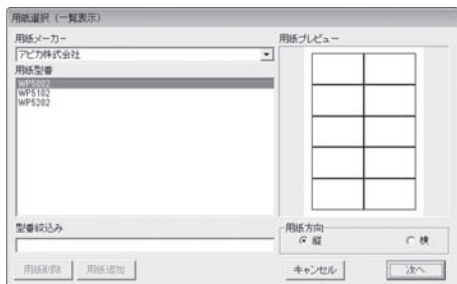 用紙選択（一覧表示）
用紙メーカー
アピカ株式会社
用紙型番
WP5002
WP5102
WP5202
型番絞込み
用紙削除
用紙追加
用紙プレビュー
用紙方向
縦
横
キャンセル
次へ